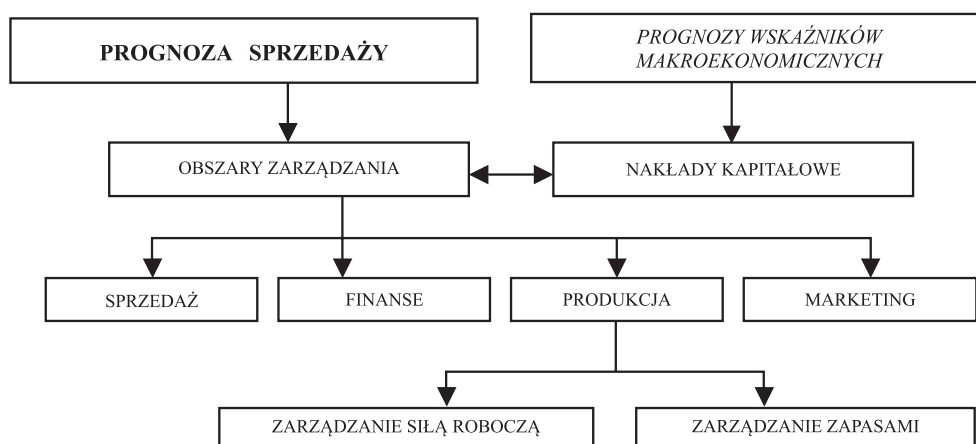 PROGNOZA SPRZEDAŻY
PROGNOZY WSKAŹNIKÓW
MAKROEKONOMICZNYCH
OBSZARY ZARZĄDZANIA
NAKŁADY KAPITAŁOWE
SPRZEDAŻ
FINANSE
PRODUKCJA
MARKETING
ZARZĄDZANIE SIŁĄ ROBOCZĄ
ZARZĄDZANIE ZAPASAMI